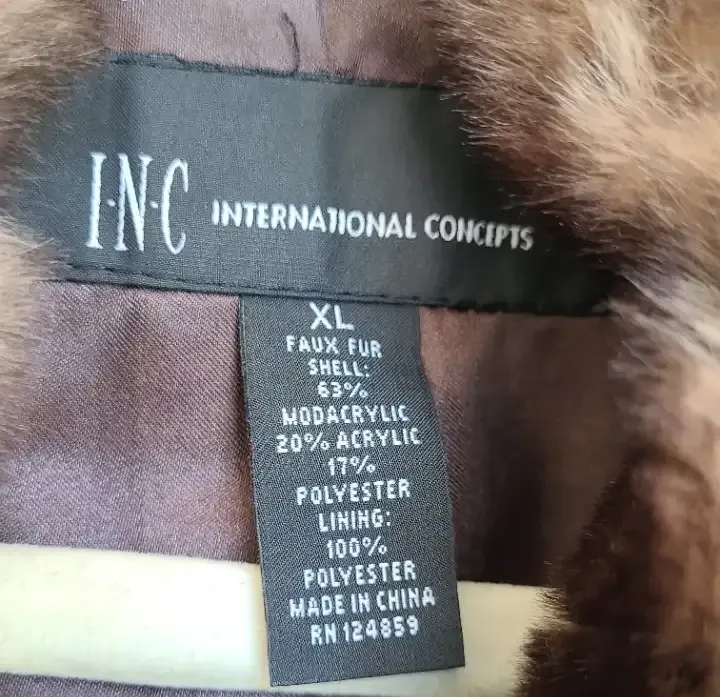 I·N·C INTERNATIONAL CONCEPTS
XL
FAUX FUR
SHELL:
63%
MODACRYLIC
20% ACRYLIC
17%
POLYESTER
LINING:
100%
POLYESTER
MADE IN CHINA
RN 124859